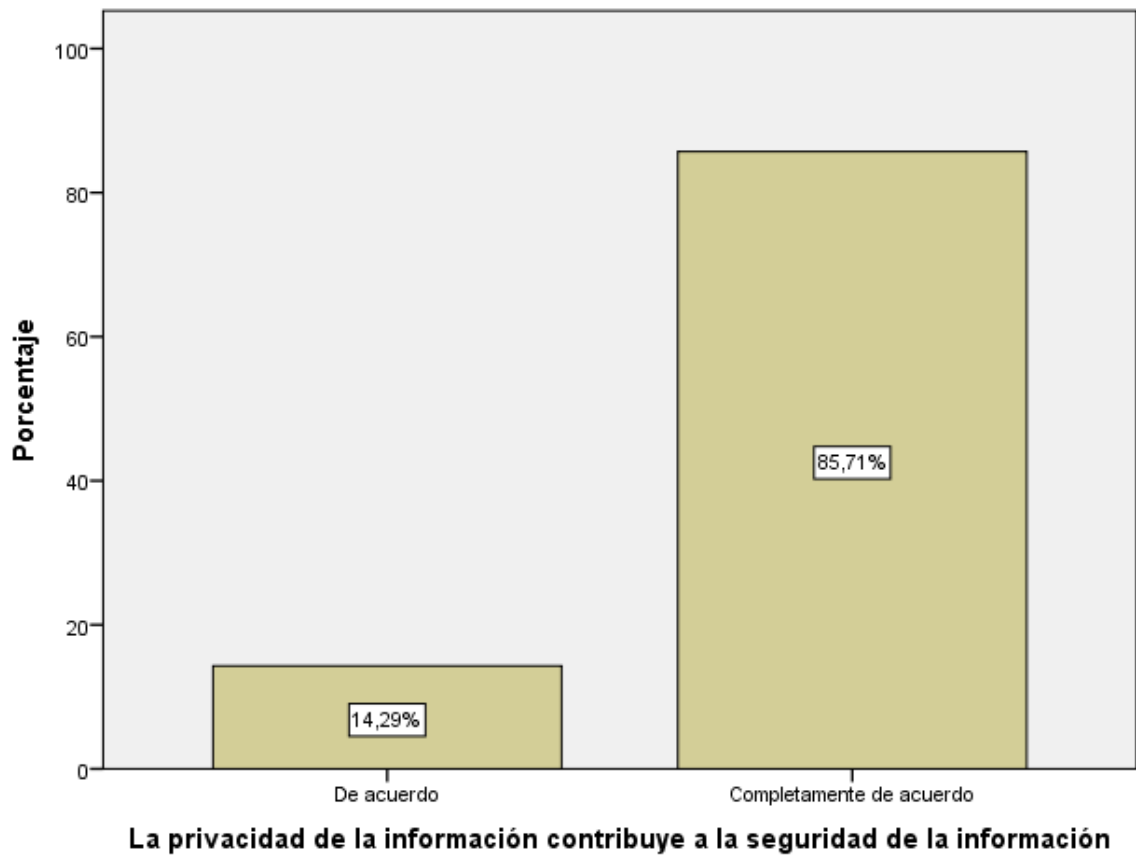 100
80
60
40
20
0
Porcentaje
14,29%
85,71%
De acuerdo
Completamente de acuerdo
La privacidad de la información contribuye a la seguridad de la información